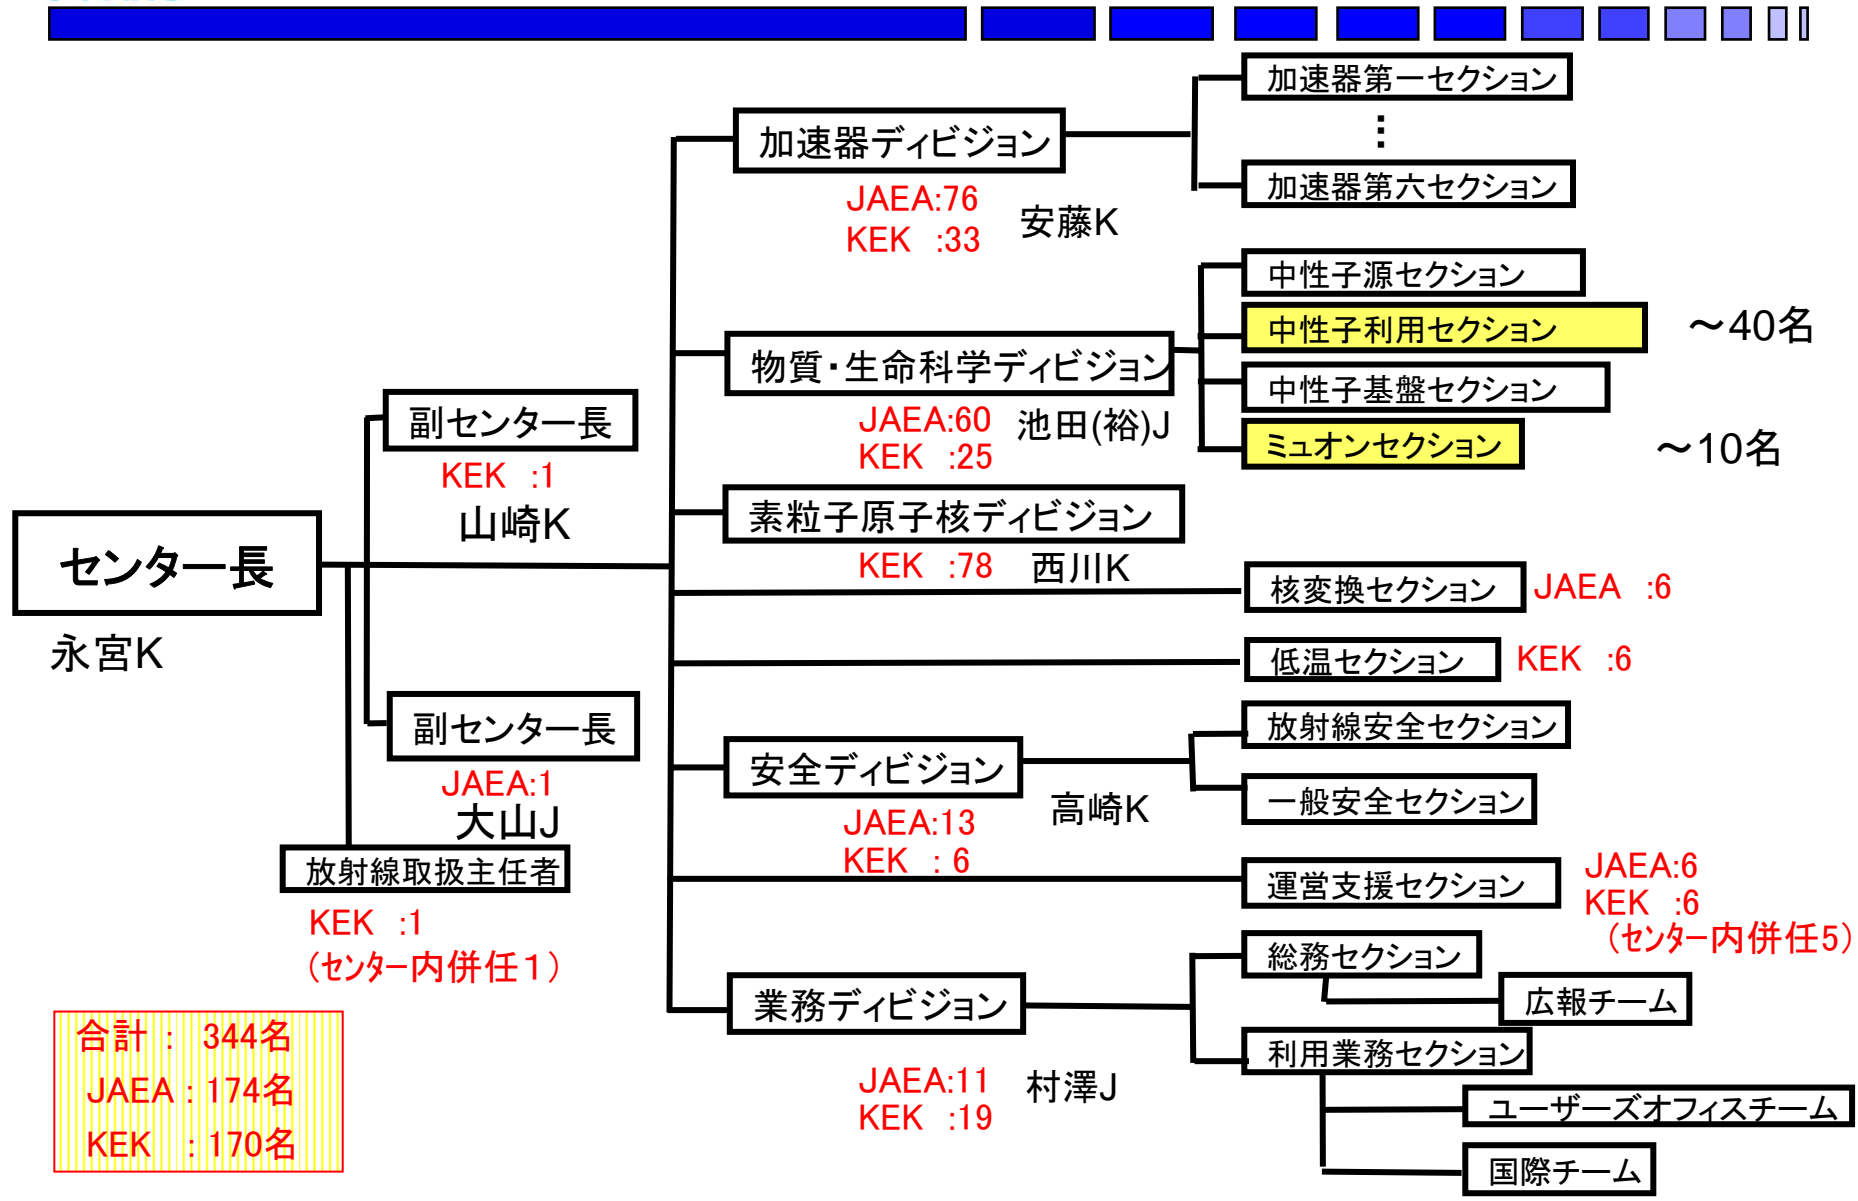 加速器第一セクション
⋮
加速器ディビジョン
加速器第六セクション
JAEA:76
KEK :33
安藤K
中性子源セクション
中性子利用セクション
～40名
物質・生命科学ディビジョン
中性子基盤セクション
JAEA:60
KEK :25
池田(裕)J
ミュオンセクション
～10名
副センター長
KEK :1
山崎K
素粒子原子核ディビジョン
KEK :78
西川K
センター長
永宮K
核変換セクション
JAEA :6
低温セクション
KEK :6
副センター長
JAEA:1
大山J
放射線安全セクション
安全ディビジョン
一般安全セクション
JAEA:13
KEK : 6
高崎K
放射線取扱主任者
KEK :1
(センター内併任１)
運営支援セクション
JAEA:6
KEK :6
(センター内併任5)
総務セクション
広報チーム
業務ディビジョン
利用業務セクション
JAEA:11
KEK :19
村澤J
ユーザーズオフィスチーム
国際チーム
合計： 344名
JAEA：174名
KEK ：170名